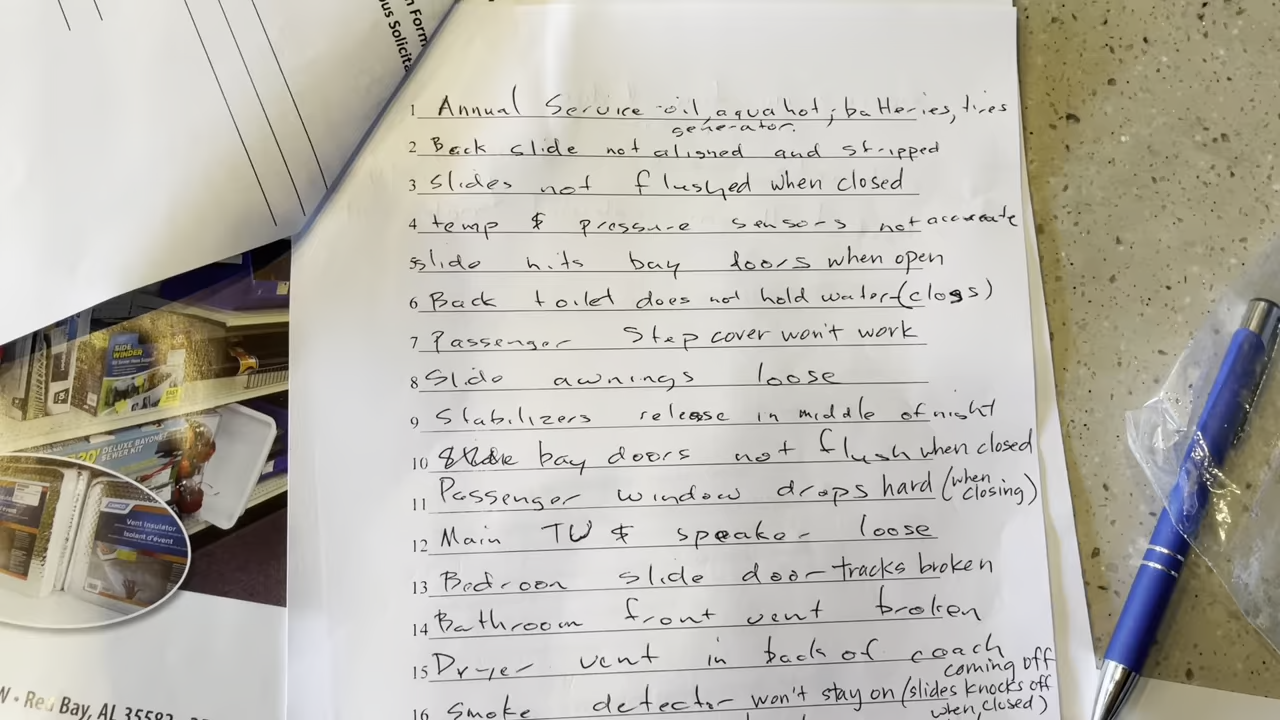 n Form
ous Solicita
1 Annual Service oil, aquahot, batteries, tires
generator.
2 Back slide not aligned and stripped
3 slides not flushed when closed
4 temp & pressure sensors not accurate
5 slide hits bay doors when open
6 Back toilet does not hold water (clogs)
7 Passenger Step cover won't work
8 Slide awnings loose
9 Stabilizers release in middle of night
10 bay doors not flush when closed
11 Passenger window drops hard (when closing)
12 Main TV & speaker loose
13 Bedroon slide door tracks broken
14 Bathroom front vent broken
15 Dryer vent in back of coach
coming off
16 Smoke detector won't stay on (slides knocks off
when closed)
SIDE WINDER
DELUXE BAYONET
SEWER KIT
CAMCO
Vent Insulator
Isolant d'évent
W • Red Bay, AL 35582